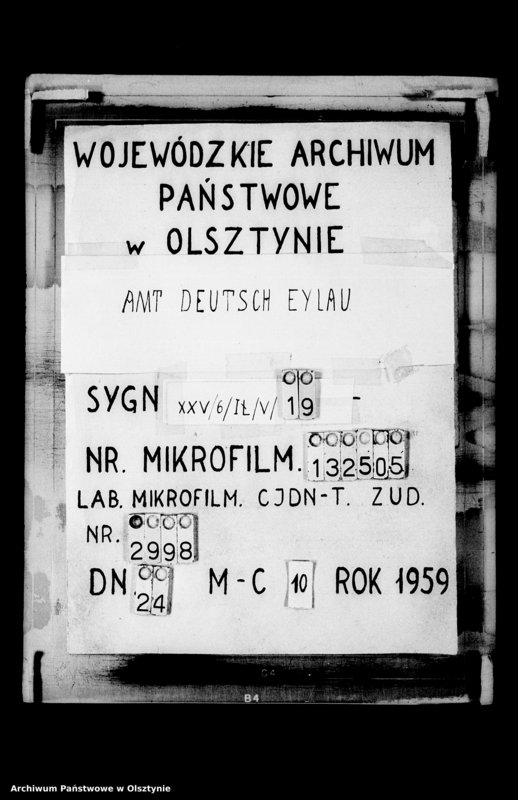 WOJEWÓDZKIE ARCHIWUM
PAŃSTWOWE
w OLSZTYNIE
AMT DEUTSCH EYLAU
SYGN XXV/6/IŁ/V/ 19 -
NR. MIKROFILM. 132505
LAB. MIKROFILM. CJDN-T. ZUD.
NR. 2998
DN 24 M-C 10 ROK 1959
B4
Archiwum Państwowe w Olsztynie